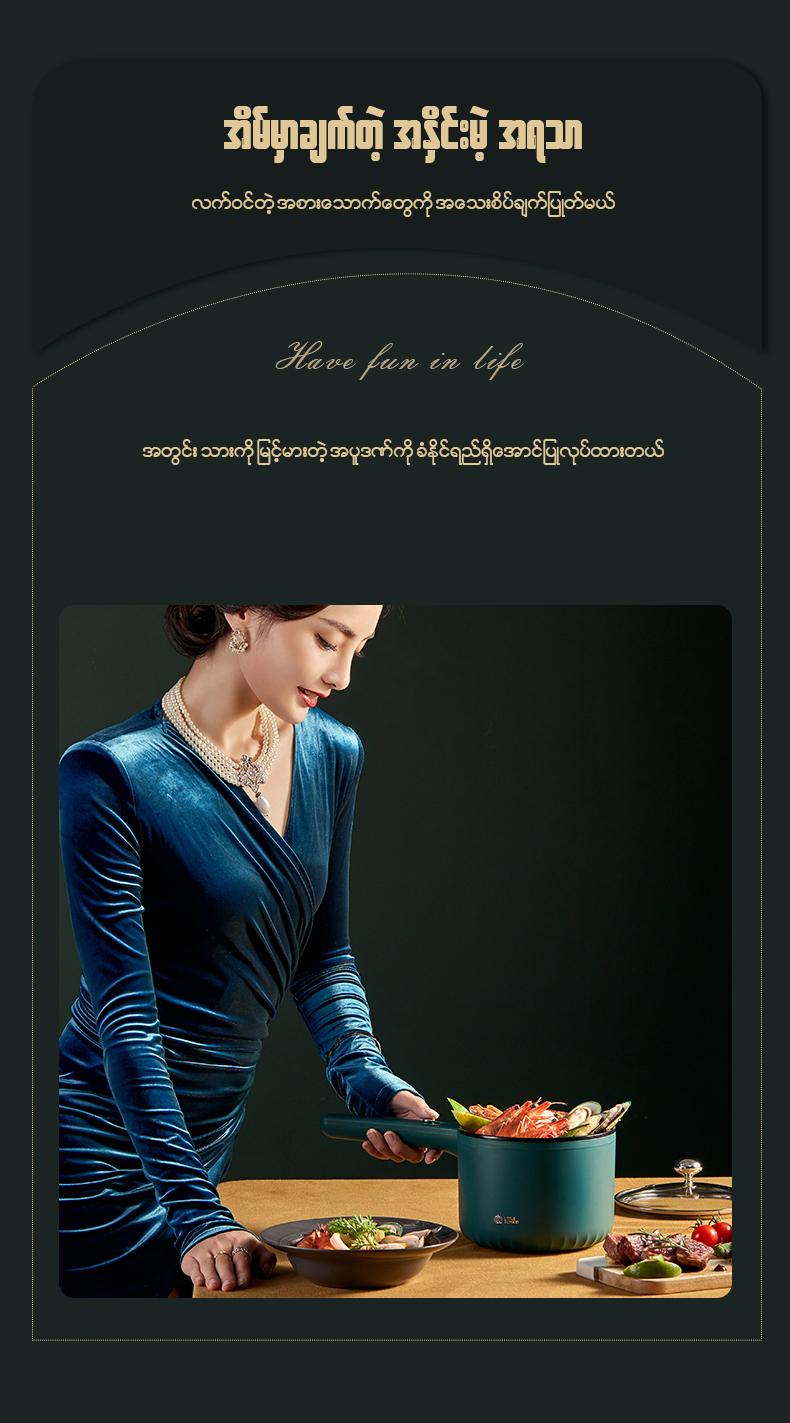 အိမ်မှာချက်တဲ့ အနှိုင်းမဲ့ အရသာ
လက်ဝင်တဲ့ အစားသောက်တွေကို အသေးစိပ်ချက်ပြုတ်မယ်
Have fun in life
အတွင်း သားကို မြင့်မားတဲ့ အပူဒဏ်ကို ခံနိုင်ရည်ရှိအောင်ပြုလုပ်ထားတယ်